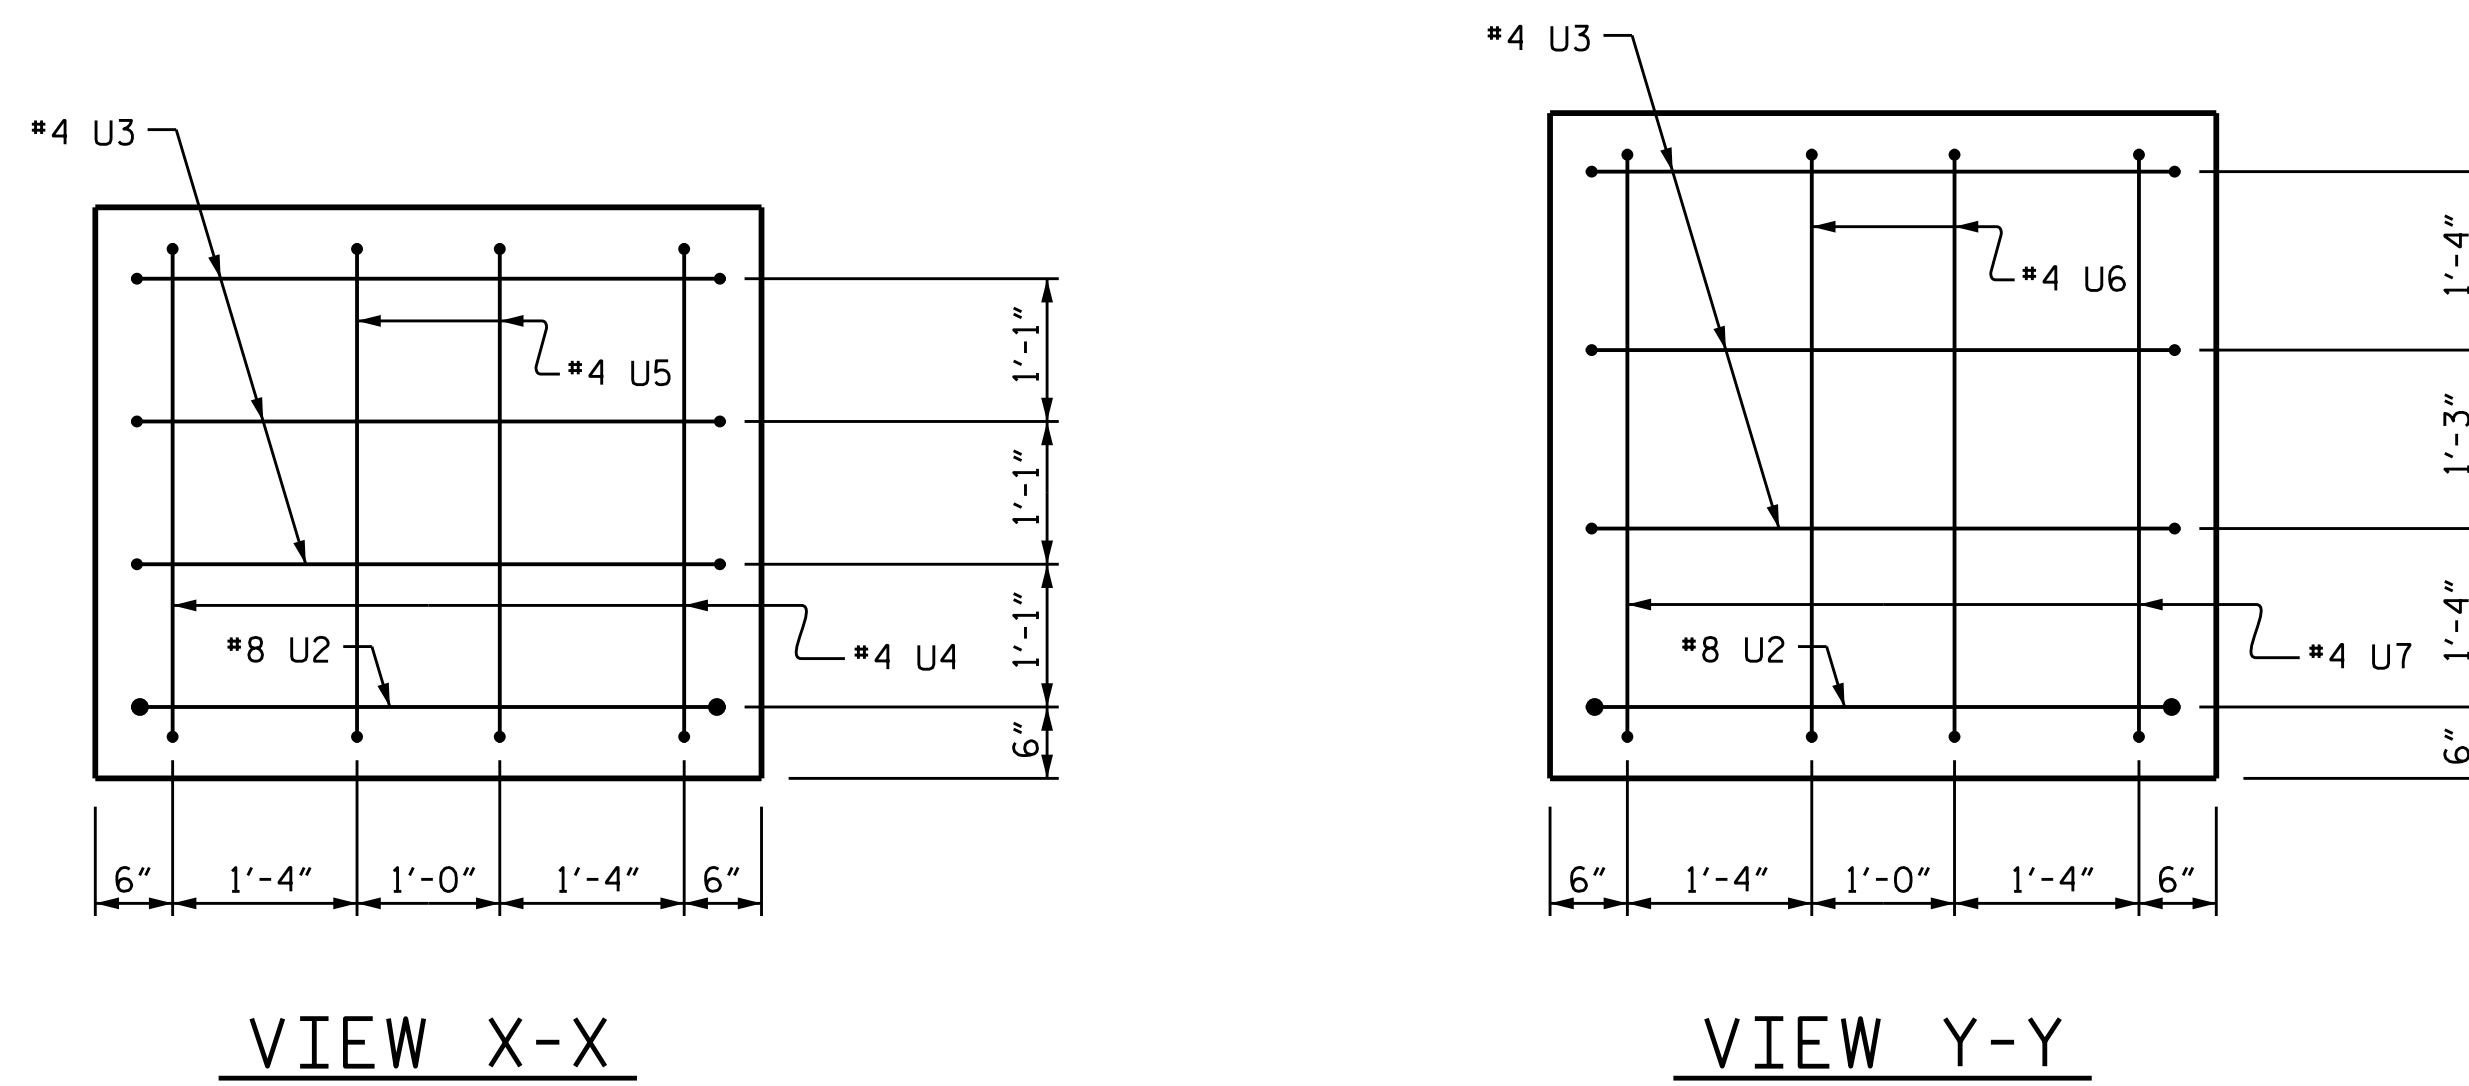 #4 U3
#4 U5
#4 U4
#8 U2
1'-1"
1'-1"
1'-1"
6"
6" 1'-4" 1'-0" 1'-4" 6"
VIEW X-X
#4 U3
#4 U6
#4 U7
#8 U2
1'-4"
1'-3"
1'-4"
6"
6" 1'-4" 1'-0" 1'-4" 6"
VIEW Y-Y